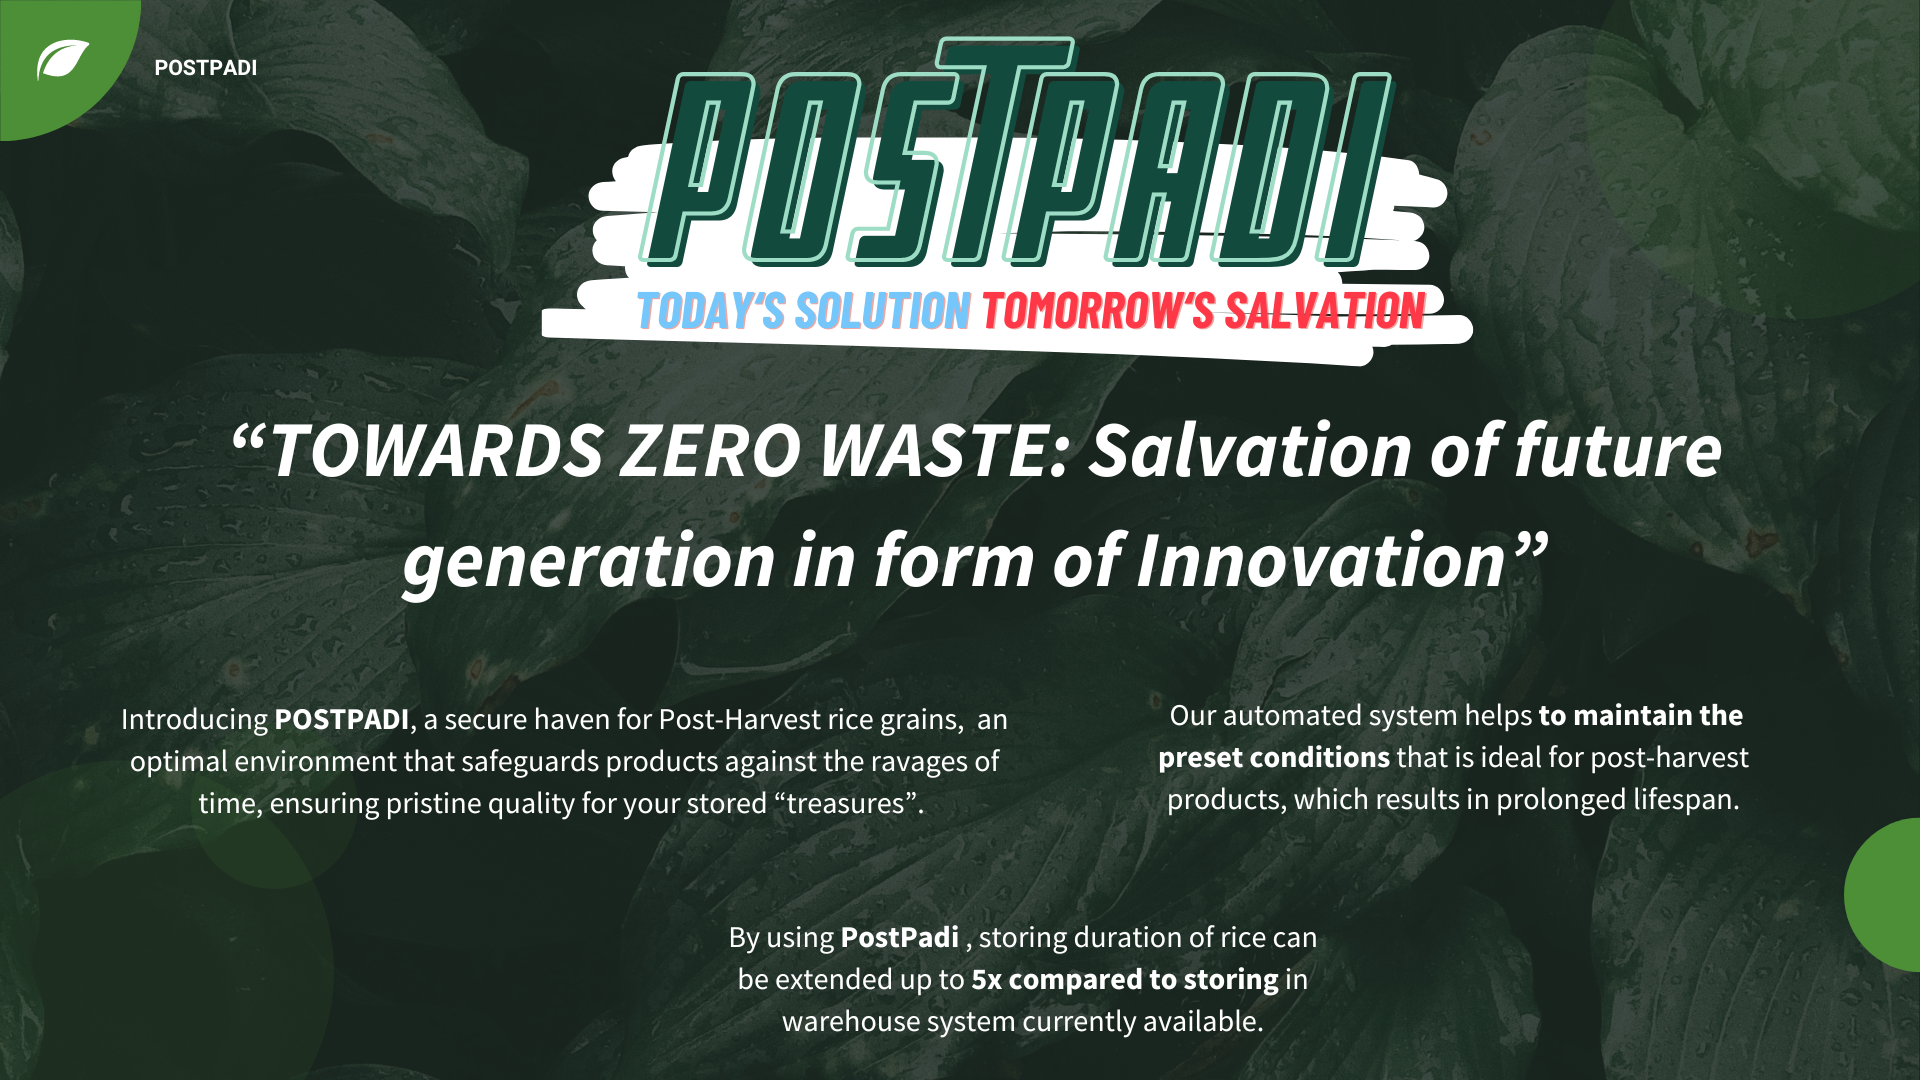 POSTPADI
POSTPADI
TODAY'S SOLUTION TOMORROW'S SALVATION
“TOWARDS ZERO WASTE: Salvation of future
generation in form of Innovation”
Introducing POSTPADI, a secure haven for Post-Harvest rice grains,  an
optimal environment that safeguards products against the ravages of
time, ensuring pristine quality for your stored “treasures”.
Our automated system helps to maintain the
preset conditions that is ideal for post-harvest
products, which results in prolonged lifespan.
By using PostPadi , storing duration of rice can
be extended up to 5x compared to storing in
warehouse system currently available.